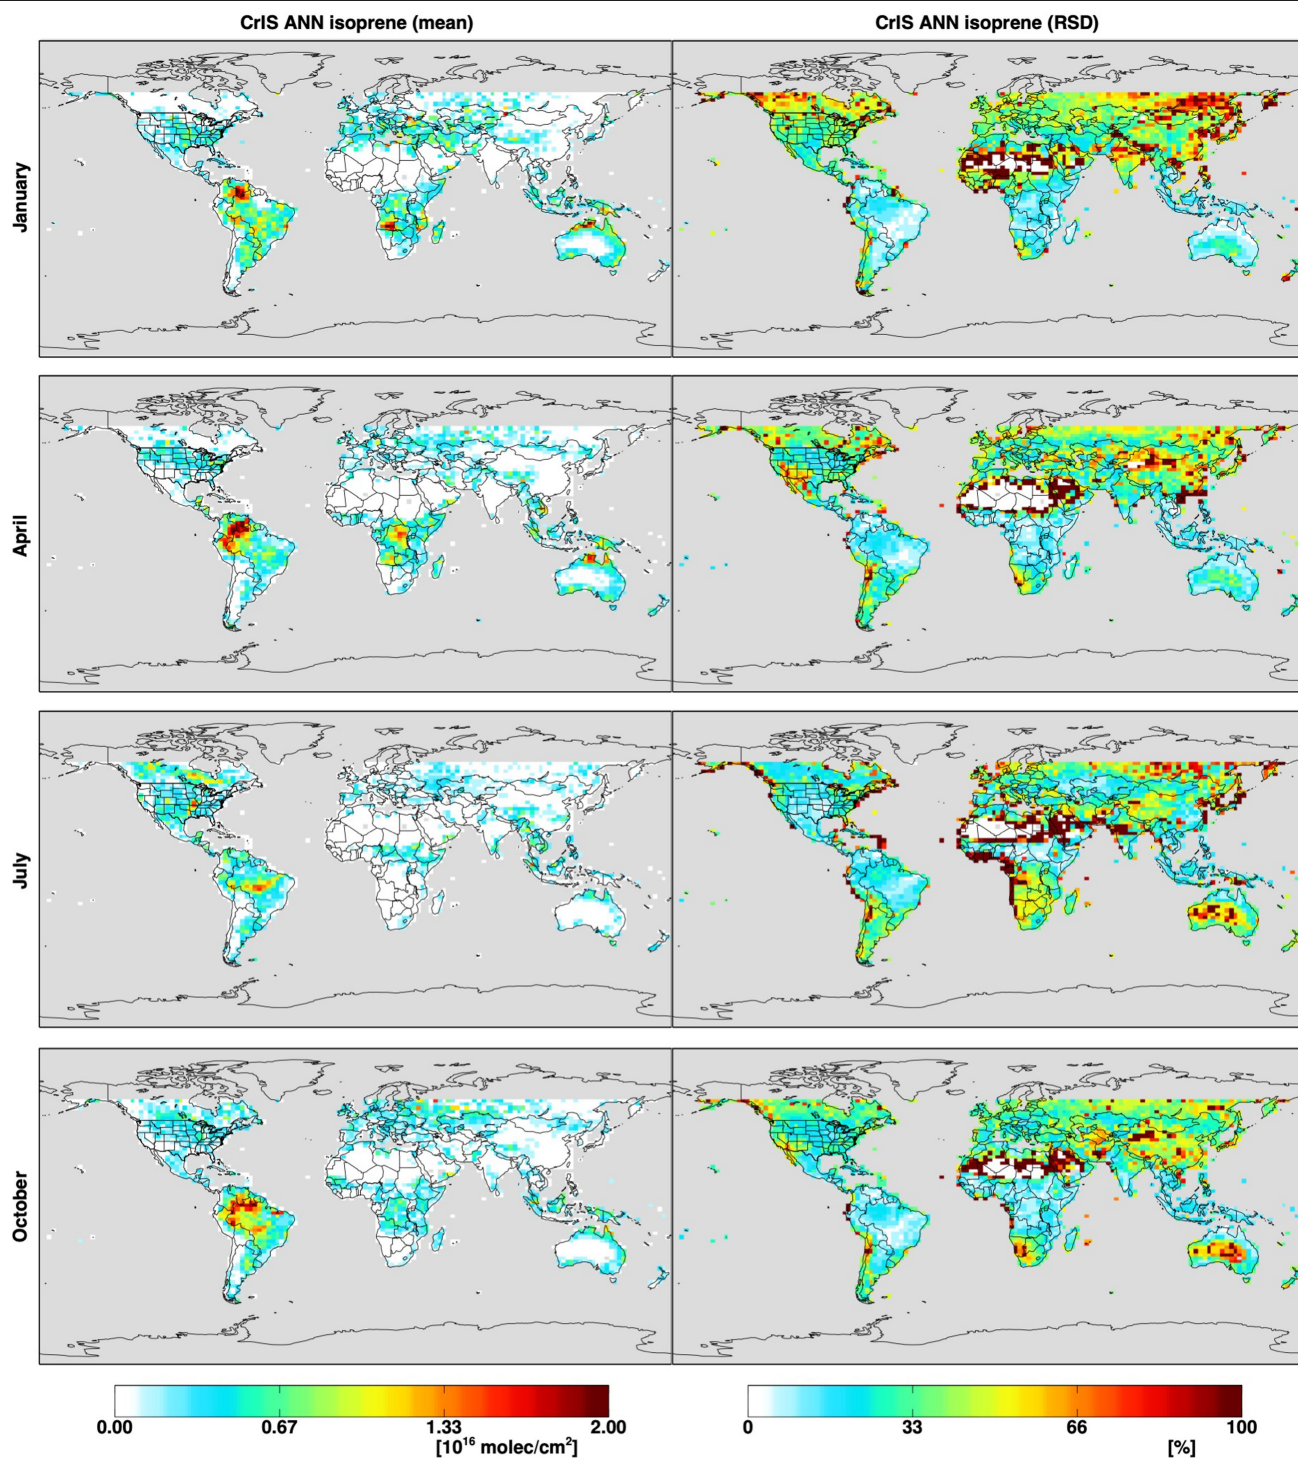 CrIS ANN isoprene (mean)
CrIS ANN isoprene (RSD)
January
April
July
October
0.00 0.67 1.33 2.00
[10¹⁶ molec/cm²]
0 33 66 100
[%]